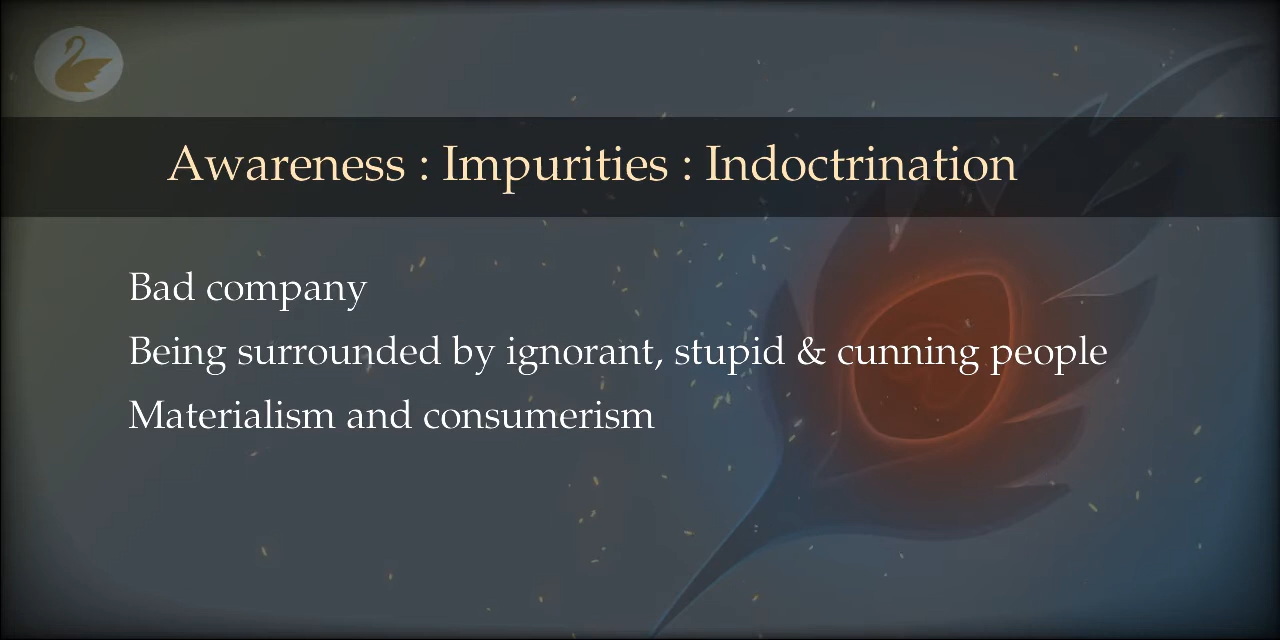 Awareness : Impurities : Indoctrination
Bad company
Being surrounded by ignorant, stupid & cunning people
Materialism and consumerism